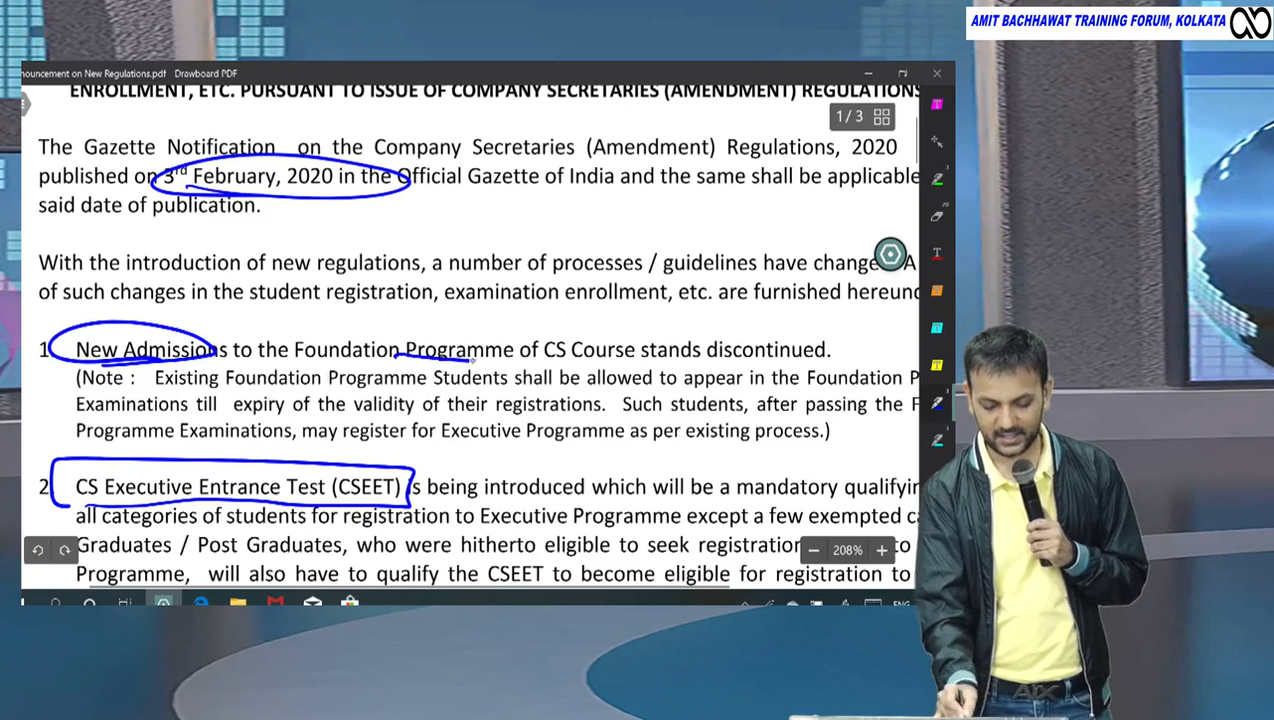 AMIT BACHHAWAT TRAINING FORUM, KOLKATA
nouncement on New Regulations.pdf Drawboard PDF
ENROLLMENT, ETC. PURSUANT TO ISSUE OF COMPANY SECRETARIES (AMENDMENT) REGULATIONS
1/3
The Gazette Notification on the Company Secretaries (Amendment) Regulations, 2020
published on 3rd February, 2020 in the Official Gazette of India and the same shall be applicable
said date of publication.
With the introduction of new regulations, a number of processes / guidelines have change A
of such changes in the student registration, examination enrollment, etc. are furnished hereun
1 New Admissions to the Foundation Programme of CS Course stands discontinued.
(Note : Existing Foundation Programme Students shall be allowed to appear in the Foundation P
Examinations till expiry of the validity of their registrations. Such students, after passing the F
Programme Examinations, may register for Executive Programme as per existing process.)
2 CS Executive Entrance Test (CSEET) is being introduced which will be a mandatory qualifyin
all categories of students for registration to Executive Programme except a few exempted ca
Graduates / Post Graduates, who were hitherto eligible to seek registration to
208%
Programme, will also have to qualify the CSEET to become eligible for registration to